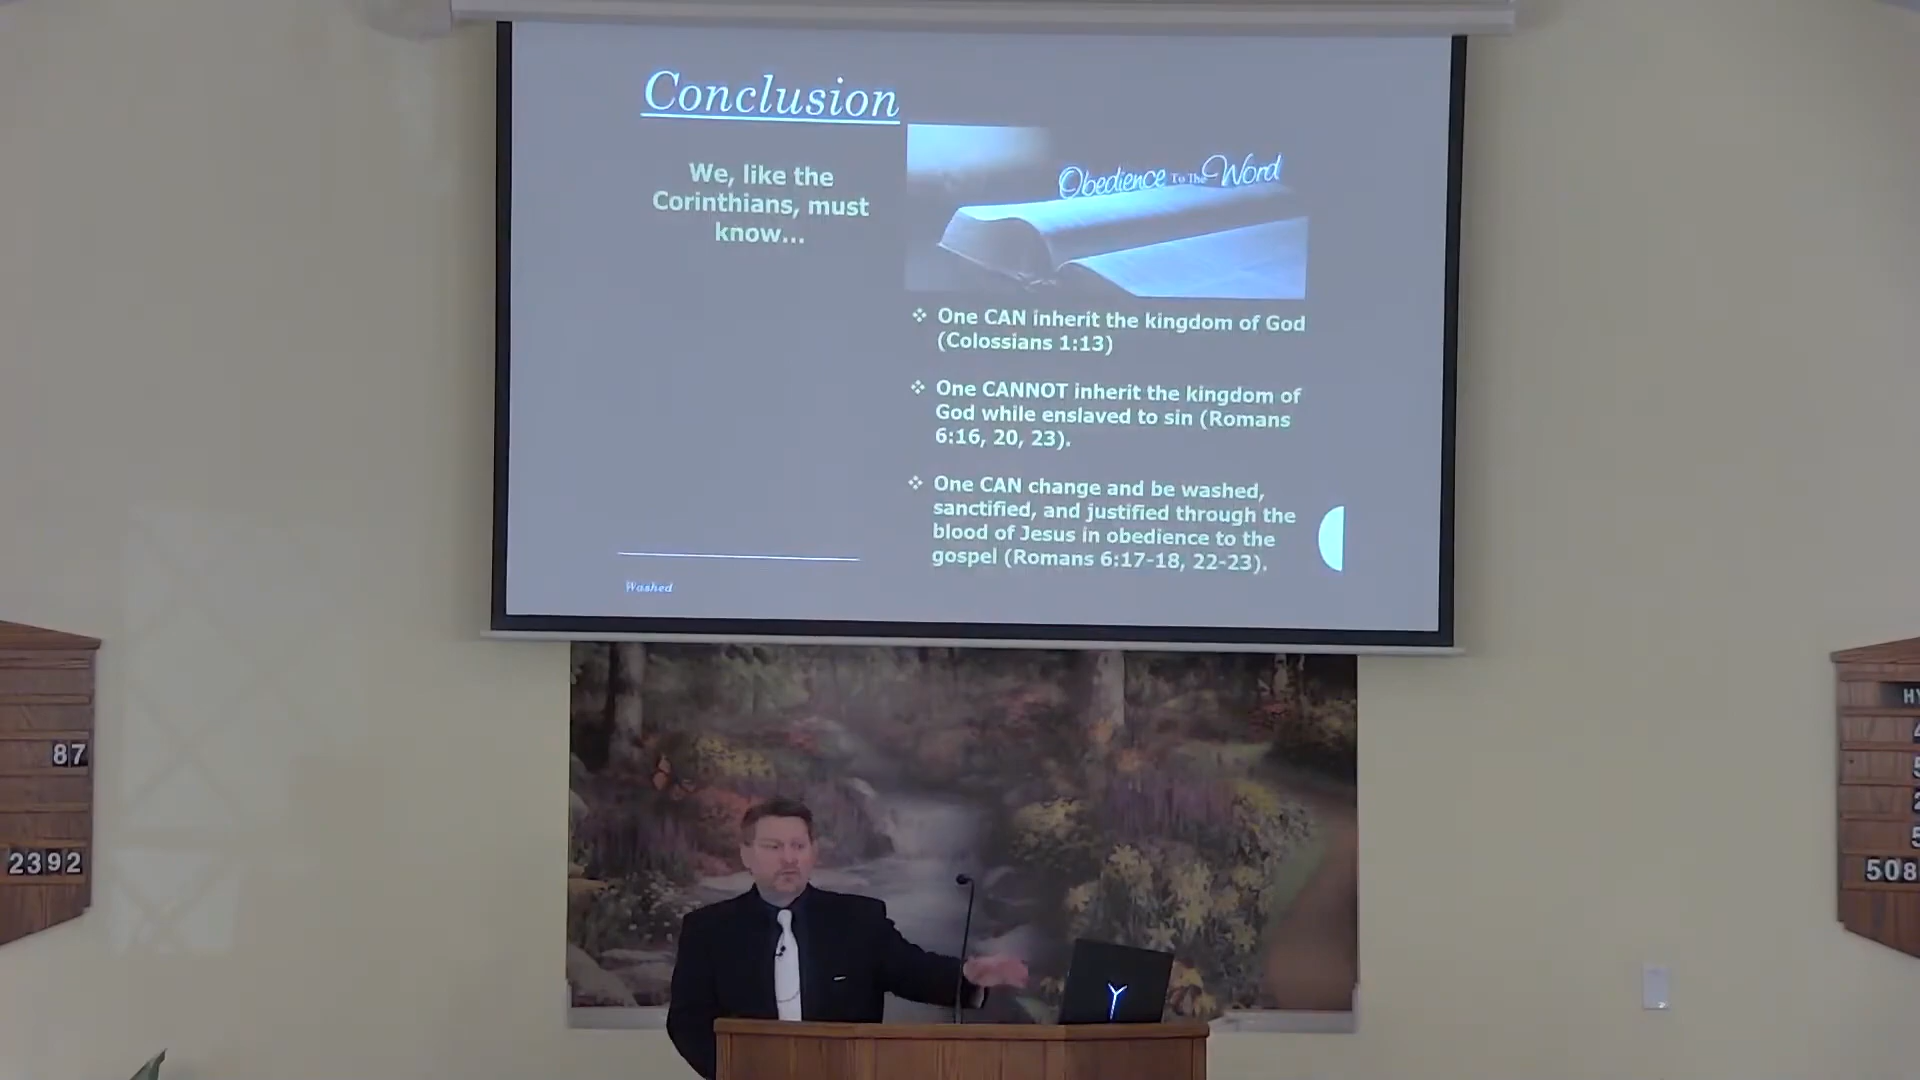 Conclusion
We, like the
Corinthians, must
know...
Obedience To The Word
❖ One CAN inherit the kingdom of God
(Colossians 1:13)
❖ One CANNOT inherit the kingdom of
God while enslaved to sin (Romans
6:16, 20, 23).
❖ One CAN change and be washed,
sanctified, and justified through the
blood of Jesus in obedience to the
gospel (Romans 6:17-18, 22-23).
Washed
87
2392
HY
508